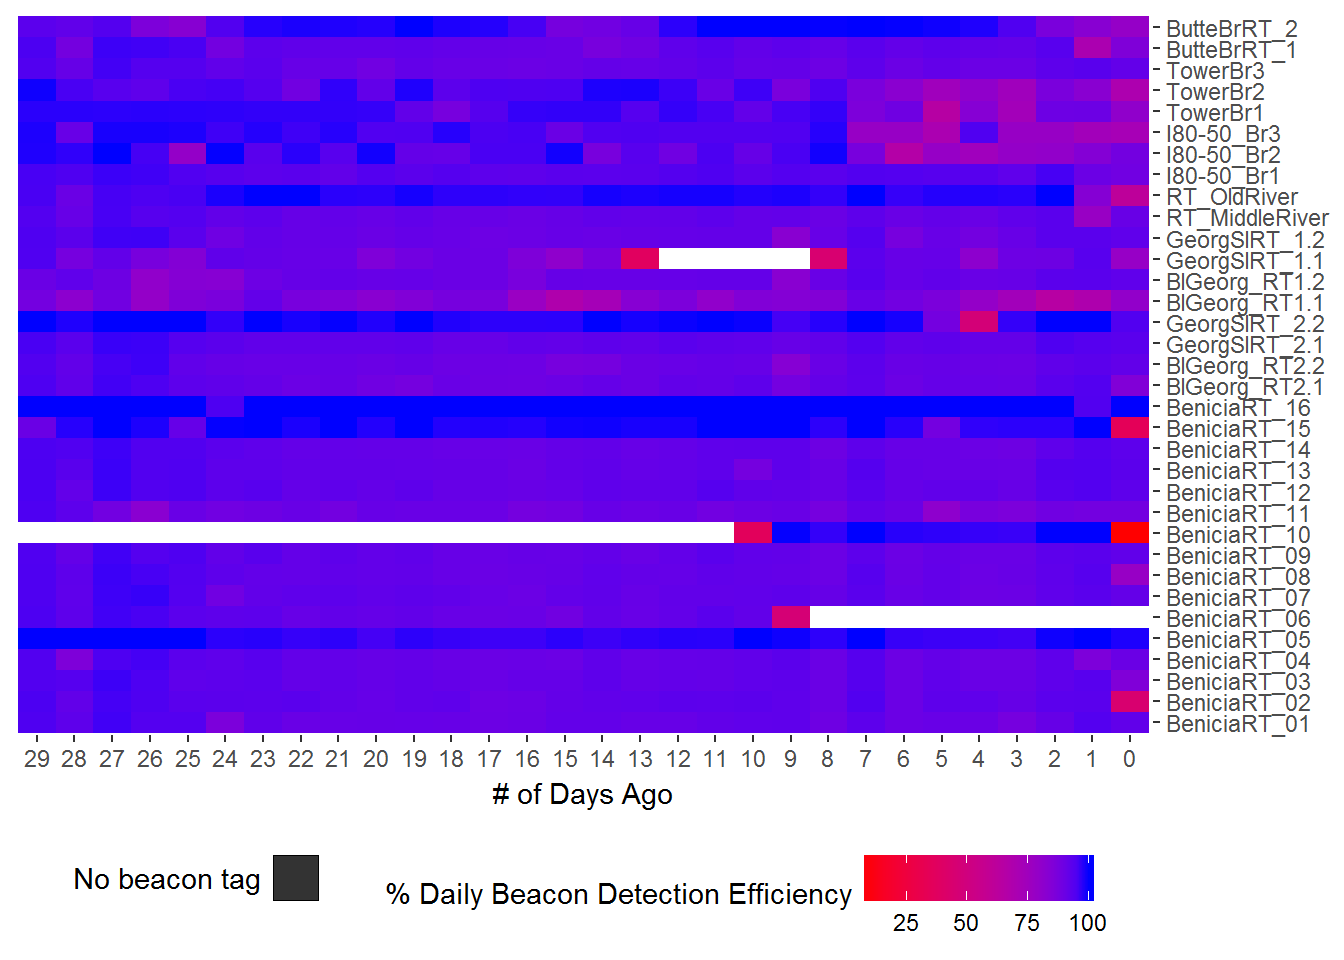 ButteBrRT_2
ButteBrRT_1
TowerBr3
TowerBr2
TowerBr1
I80-50_Br3
I80-50_Br2
I80-50_Br1
RT_OldRiver
RT_MiddleRiver
GeorgSlRT_1.2
GeorgSlRT_1.1
BlGeorg_RT1.2
BlGeorg_RT1.1
GeorgSlRT_2.2
GeorgSlRT_2.1
BlGeorg_RT2.2
BlGeorg_RT2.1
BeniciaRT_16
BeniciaRT_15
BeniciaRT_14
BeniciaRT_13
BeniciaRT_12
BeniciaRT_11
BeniciaRT_10
BeniciaRT_09
BeniciaRT_08
BeniciaRT_07
BeniciaRT_06
BeniciaRT_05
BeniciaRT_04
BeniciaRT_03
BeniciaRT_02
BeniciaRT_01
29 28 27 26 25 24 23 22 21 20 19 18 17 16 15 14 13 12 11 10 9 8 7 6 5 4 3 2 1 0
# of Days Ago
No beacon tag
% Daily Beacon Detection Efficiency
25 50 75 100